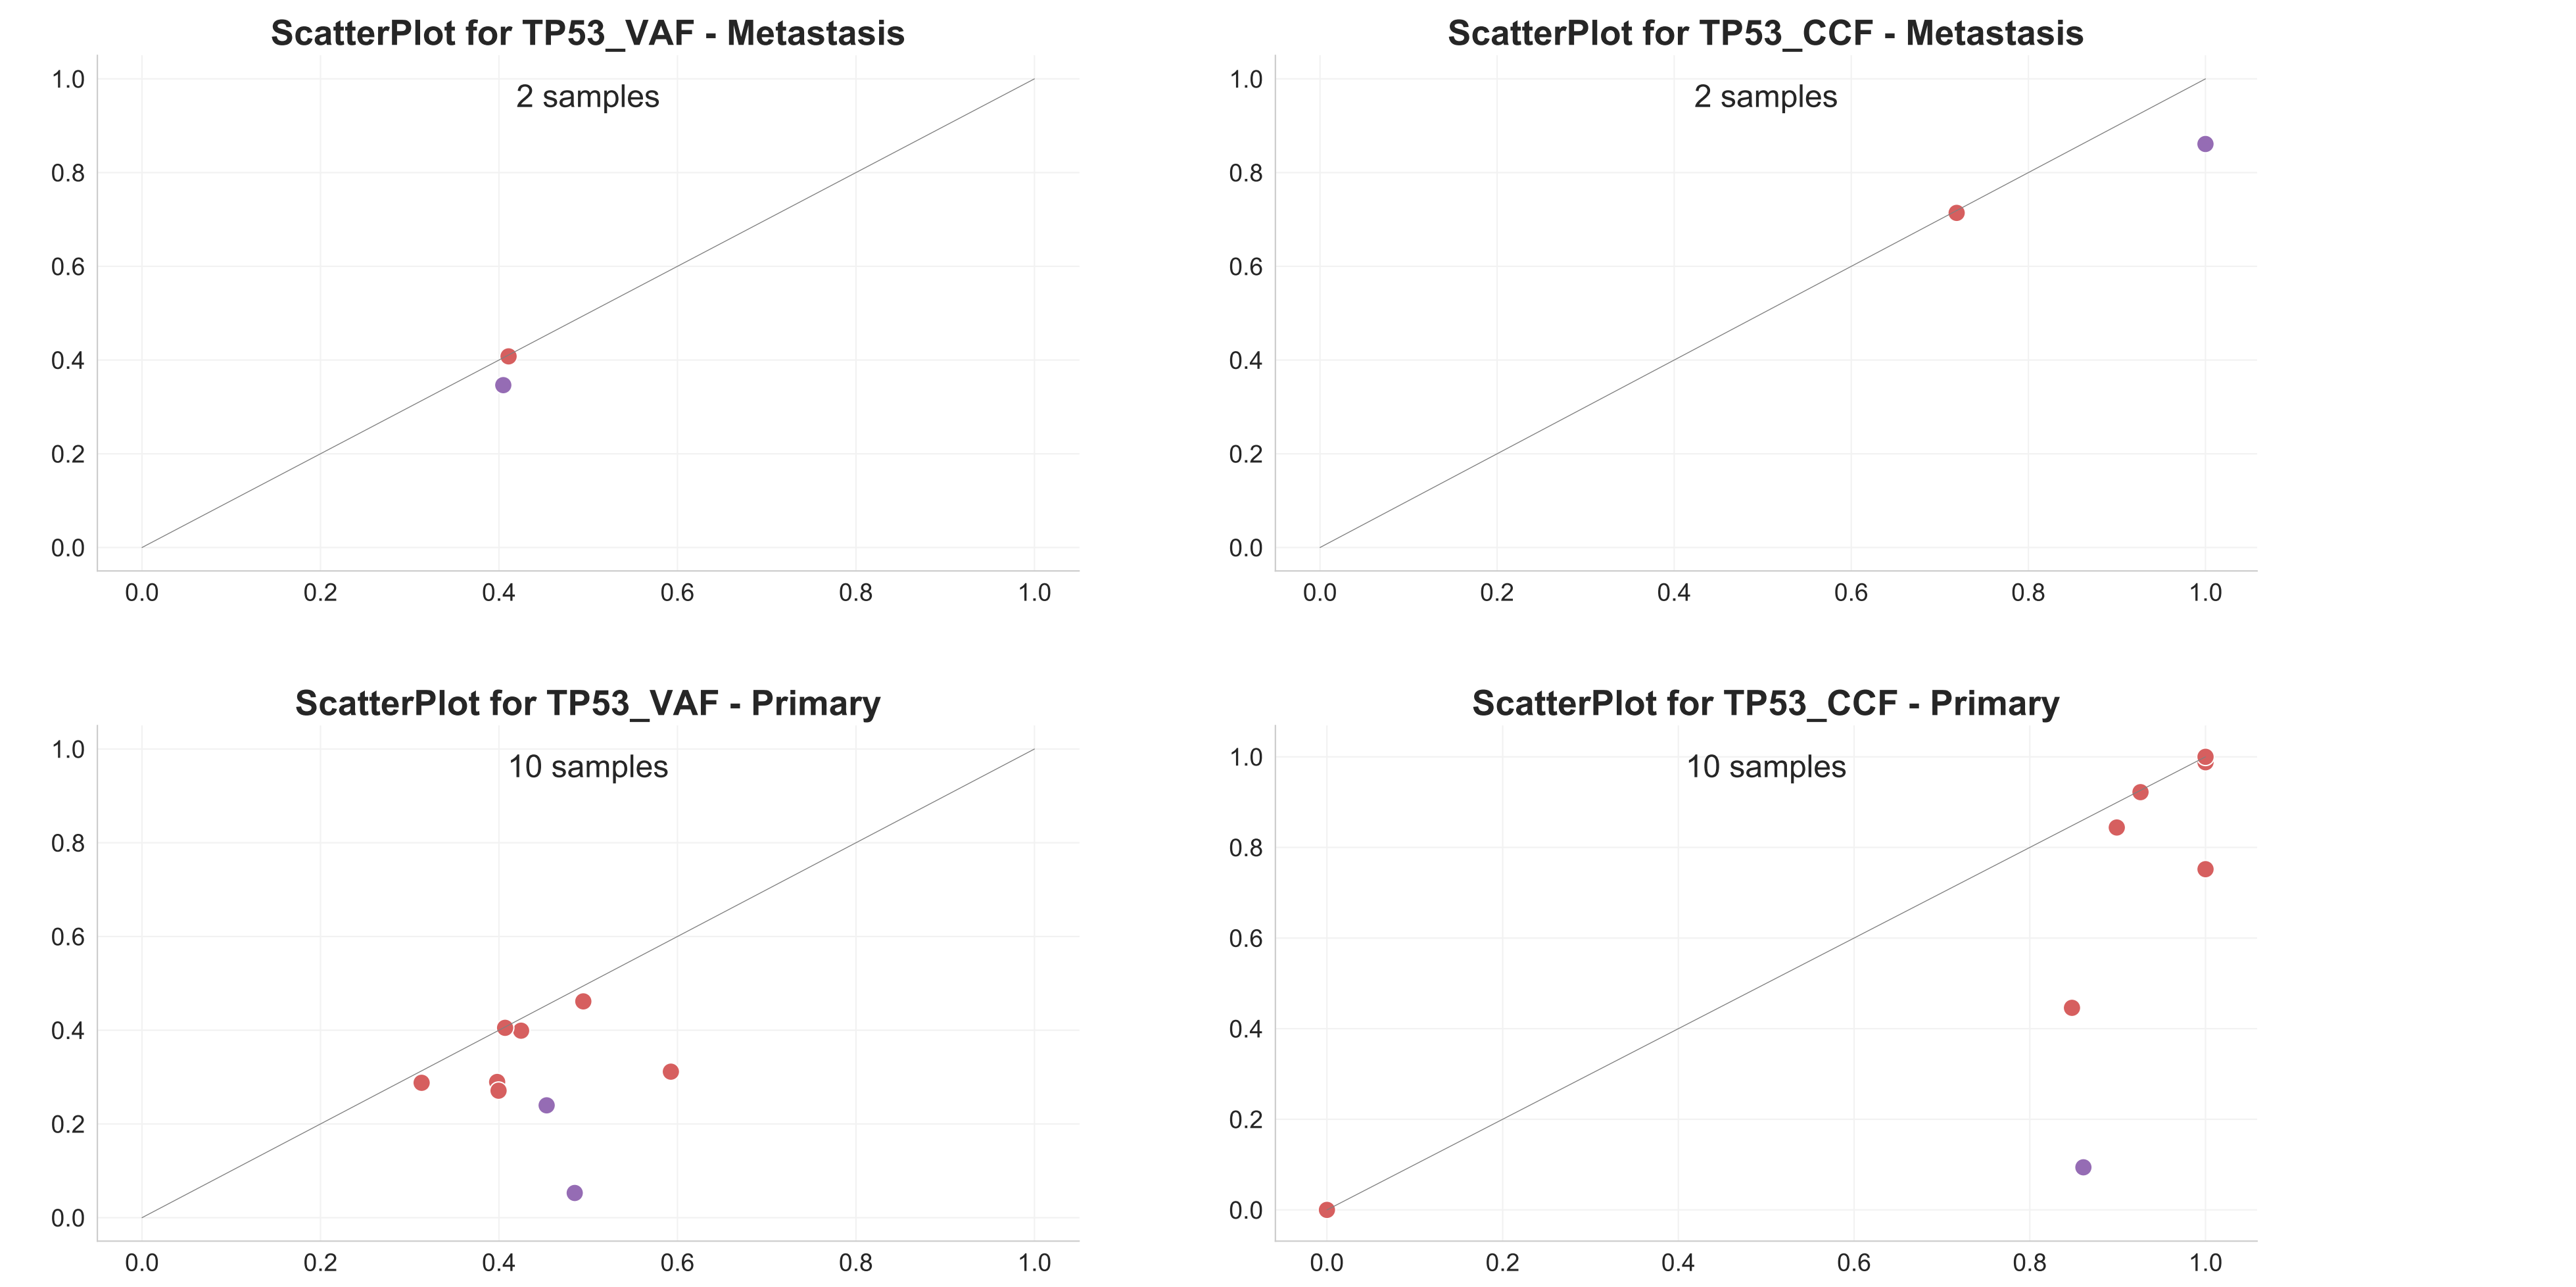 ScatterPlot for TP53_VAF - Metastasis
2 samples
1.0
0.8
0.6
0.4
0.2
0.0
0.0 0.2 0.4 0.6 0.8 1.0
ScatterPlot for TP53_CCF - Metastasis
2 samples
1.0
0.8
0.6
0.4
0.2
0.0
0.0 0.2 0.4 0.6 0.8 1.0
ScatterPlot for TP53_VAF - Primary
10 samples
1.0
0.8
0.6
0.4
0.2
0.0
0.0 0.2 0.4 0.6 0.8 1.0
ScatterPlot for TP53_CCF - Primary
10 samples
1.0
0.8
0.6
0.4
0.2
0.0
0.0 0.2 0.4 0.6 0.8 1.0